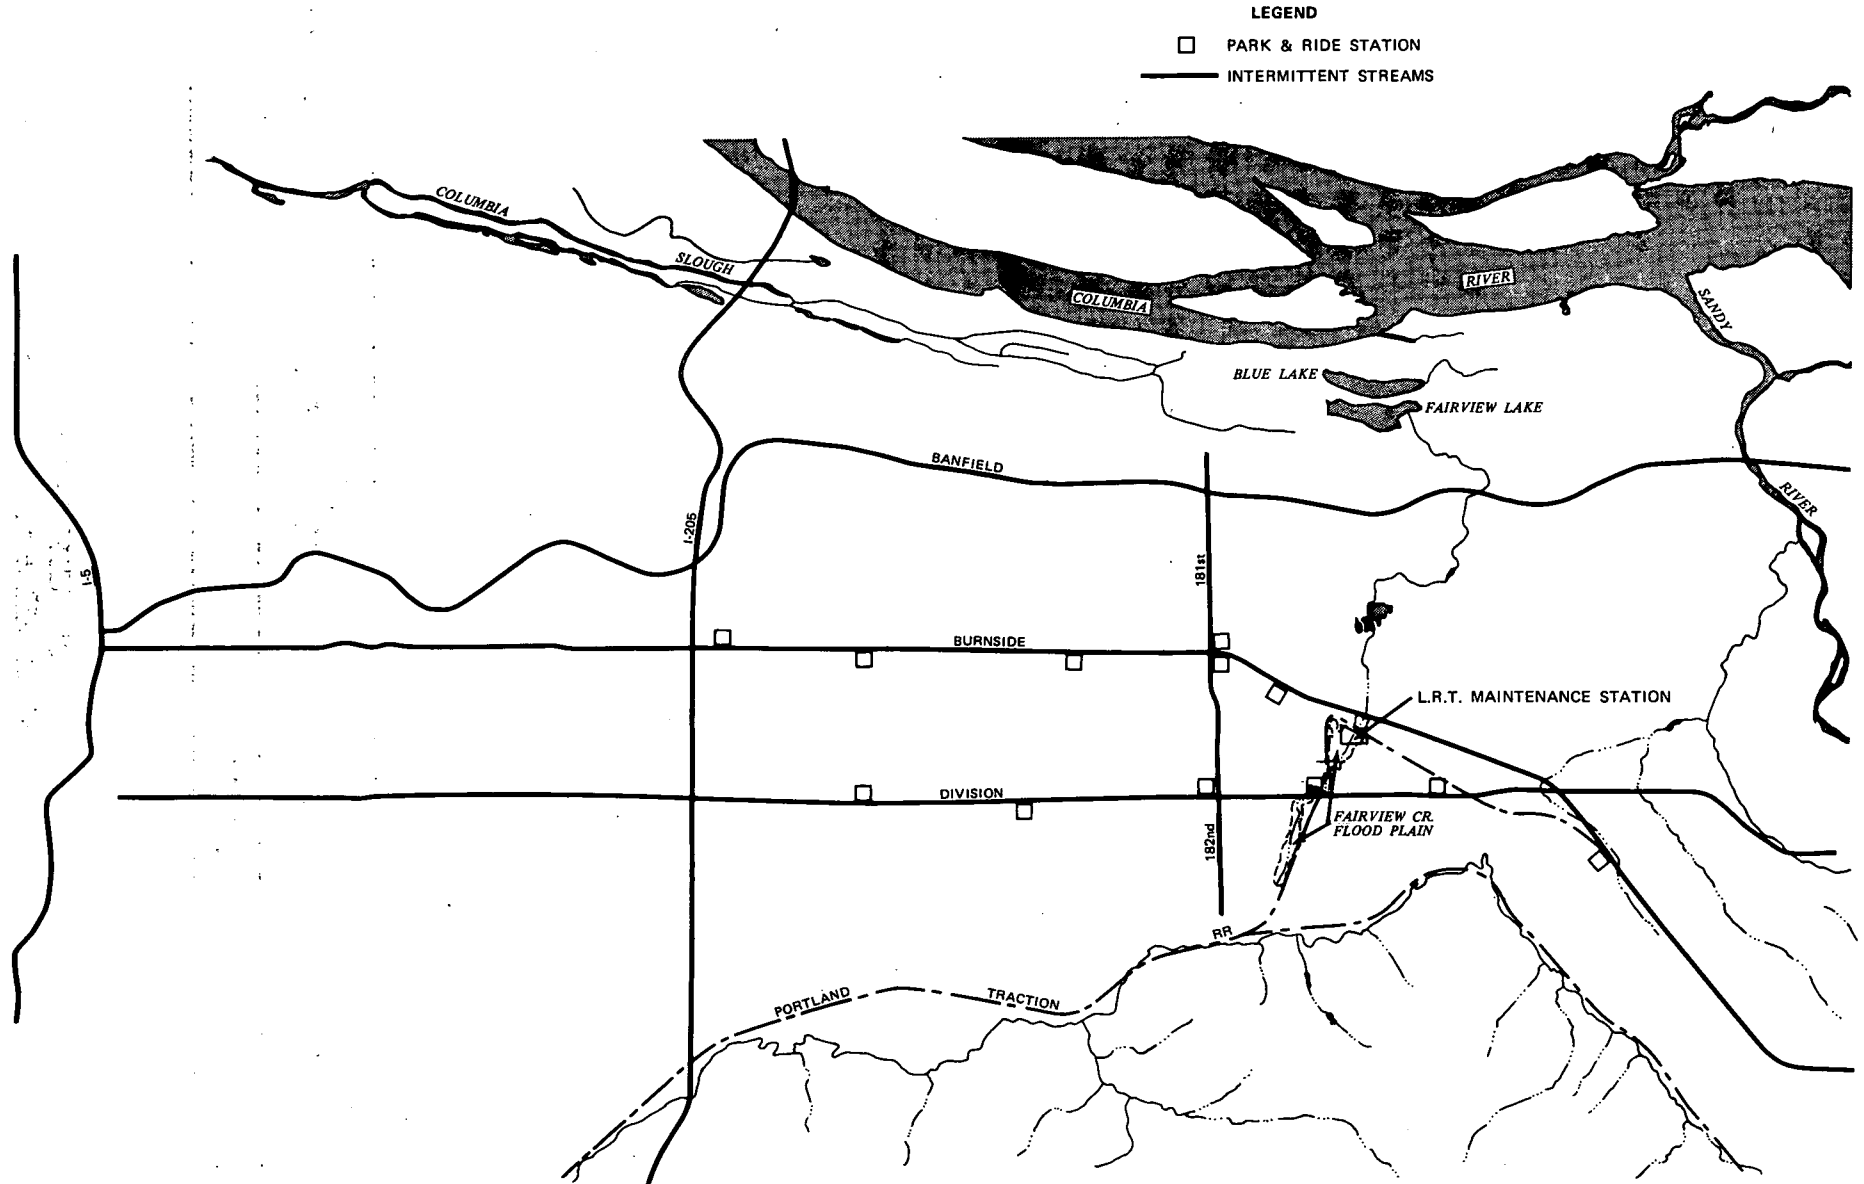 LEGEND
PARK & RIDE STATION
INTERMITTENT STREAMS
COLUMBIA
SLOUGH
COLUMBIA
RIVER
SANDY
BLUE LAKE
FAIRVIEW LAKE
BANFIELD
RIVER
I-205
I-5
181st
BURNSIDE
L.R.T. MAINTENANCE STATION
DIVISION
FAIRVIEW CR.
FLOOD PLAIN
182nd
RR
PORTLAND
TRACTION